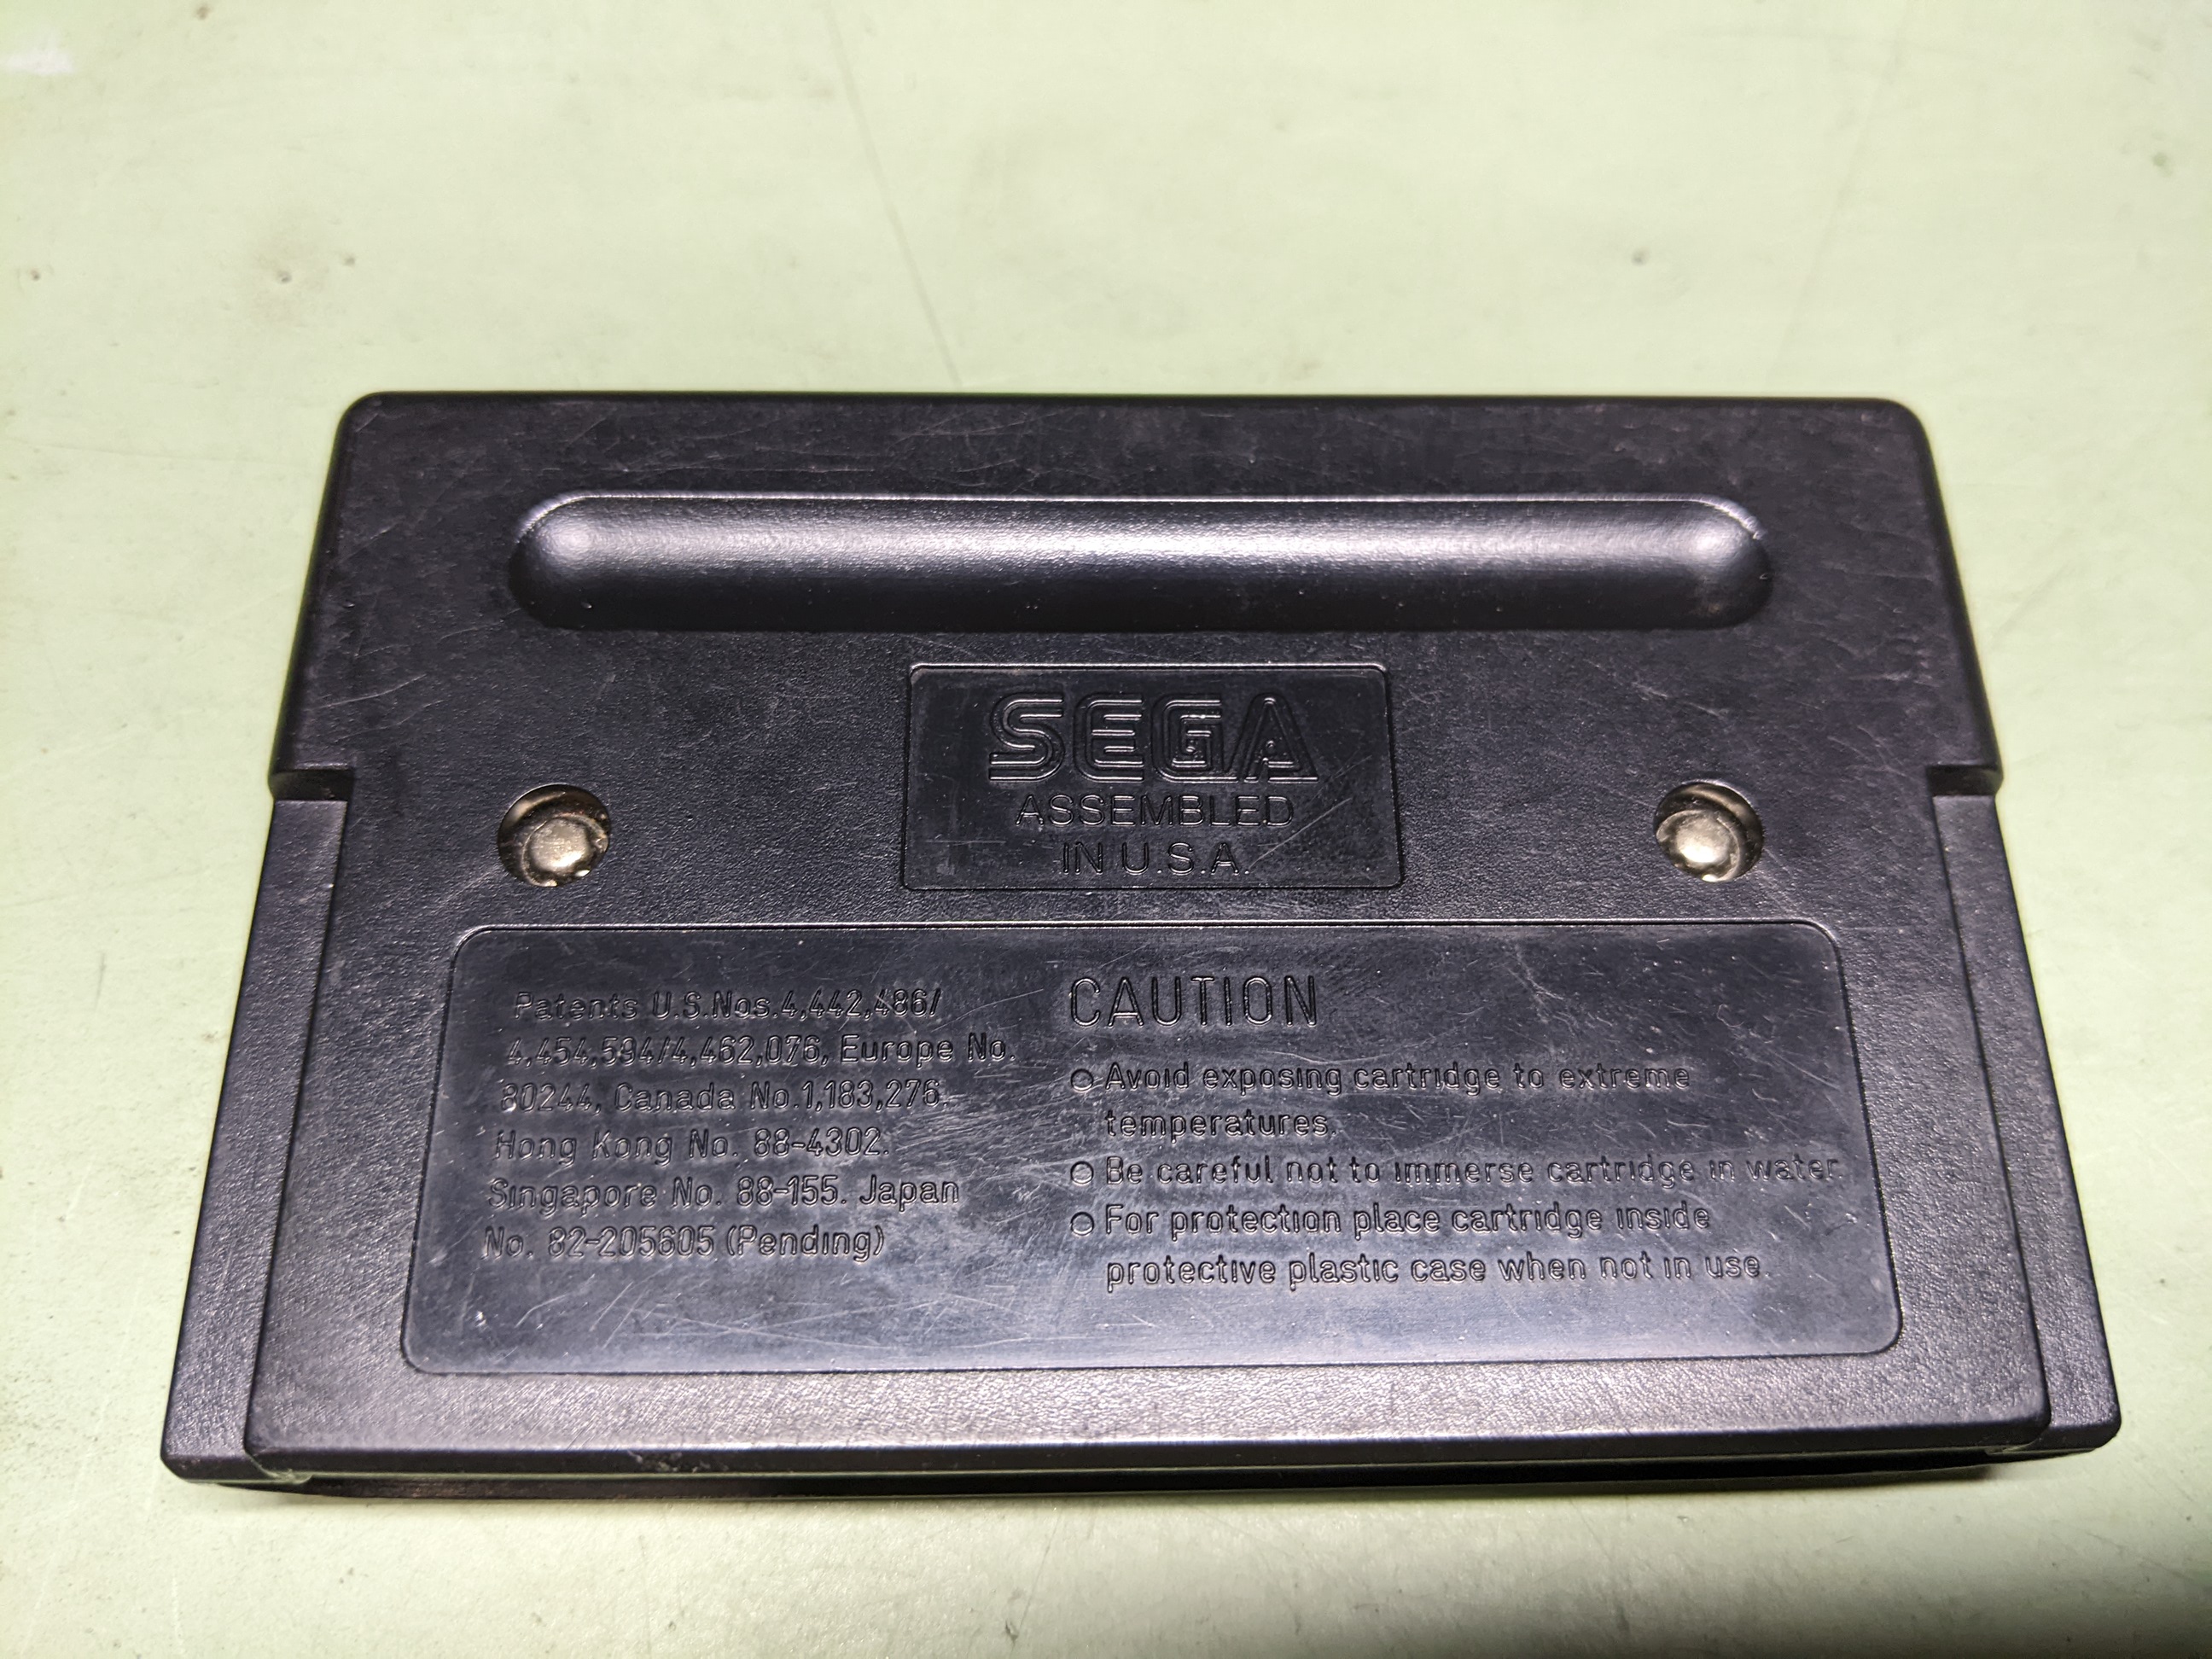 SEGA
ASSEMBLED
IN U.S.A.
Patents U.S.Nos.4,442,486/
4,454,594/4,462,076, Europe No.
80244, Canada No.1,183,276.
Hong Kong No. 88-4302.
Singapore No. 88-155. Japan
No. 82-205605 (Pending)
CAUTION
○ Avoid exposing cartridge to extreme
temperatures.
○ Be careful not to immerse cartridge in water.
○ For protection place cartridge inside
protective plastic case when not in use.